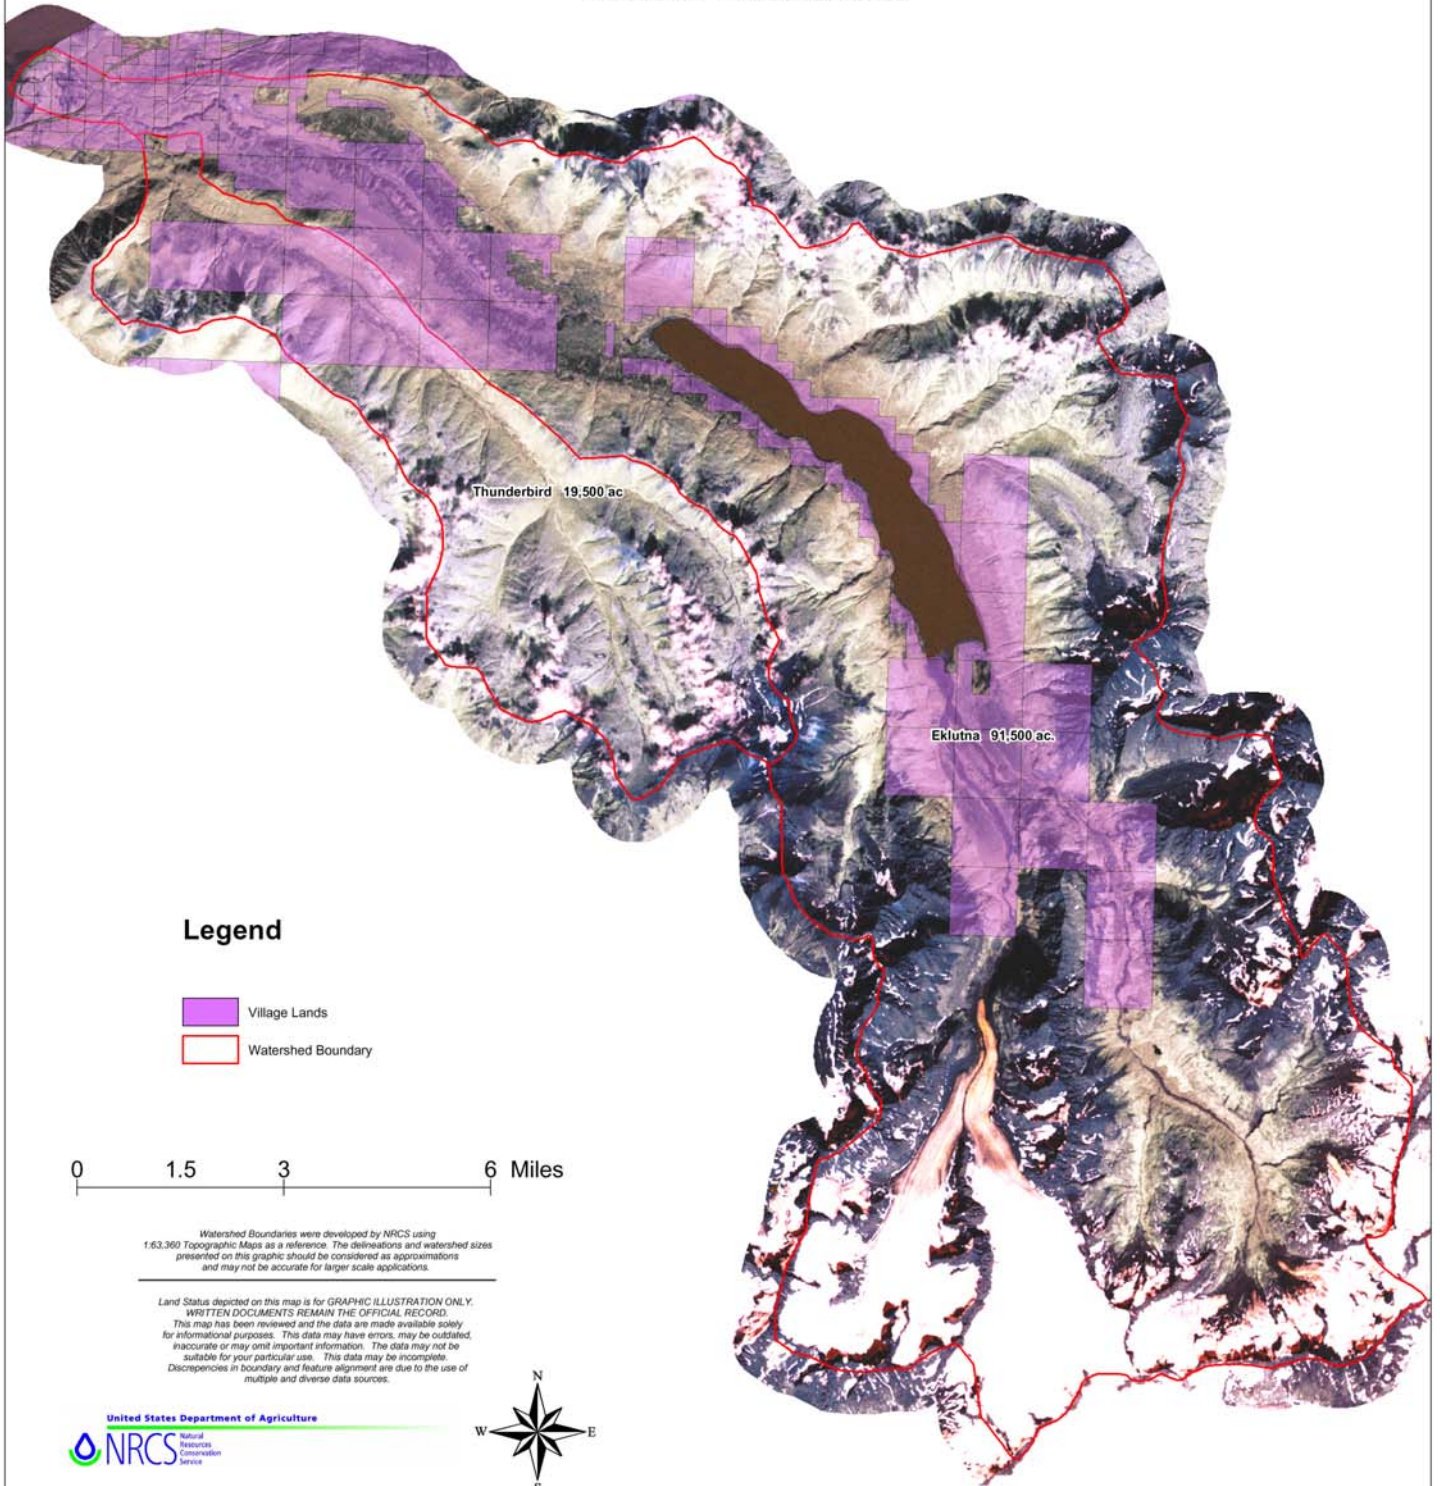 Thunderbird 19,500 ac
Eklutna 91,500 ac.
Legend
Village Lands
Watershed Boundary
0 1.5 3 6 Miles
Watershed Boundaries were developed by NRCS using
1:63,360 Topographic Maps as a reference. The delineations and watershed sizes
presented on this graphic should be considered as approximations
and may not be accurate for larger scale applications.
Land Status depicted on this map is for GRAPHIC ILLUSTRATION ONLY.
WRITTEN DOCUMENTS REMAIN THE OFFICIAL RECORD.
This map has been reviewed and the data are made available solely
for informational purposes. This data may have errors, may be outdated,
inaccurate or may omit important information. The data may not be
suitable for your particular use. This data may be incomplete.
Discrepencies in boundary and feature alignment are due to the use of
multiple and diverse data sources.
N
W E
United States Department of Agriculture
NRCS
Natural
Resources
Conservation
Service